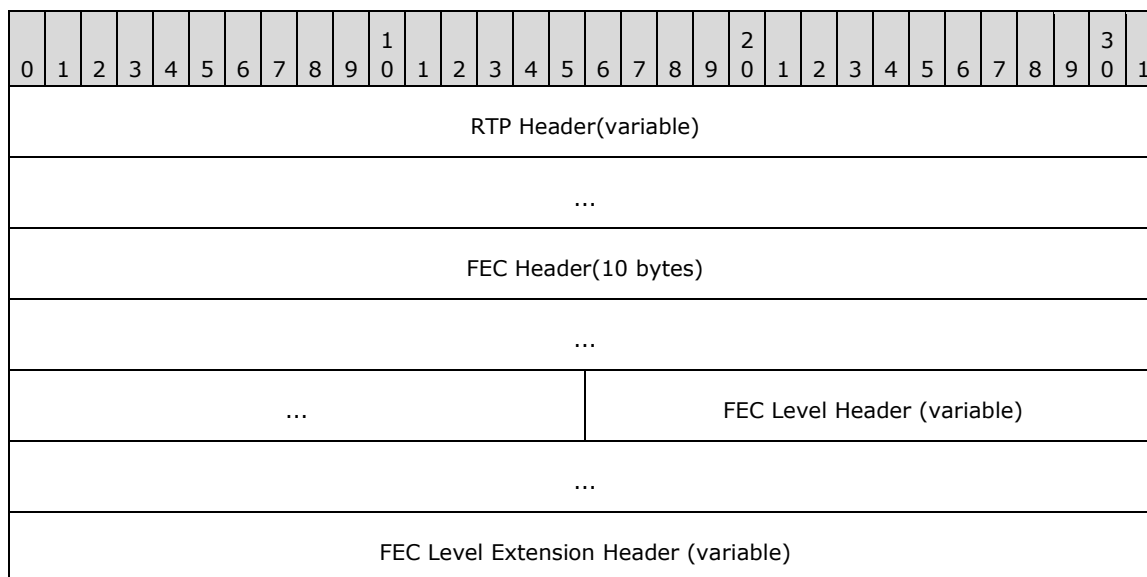 1 2 3
0 1 2 3 4 5 6 7 8 9 0 1 2 3 4 5 6 7 8 9 0 1 2 3 4 5 6 7 8 9 0 1
RTP Header(variable)
...
FEC Header(10 bytes)
...
... FEC Level Header (variable)
...
FEC Level Extension Header (variable)